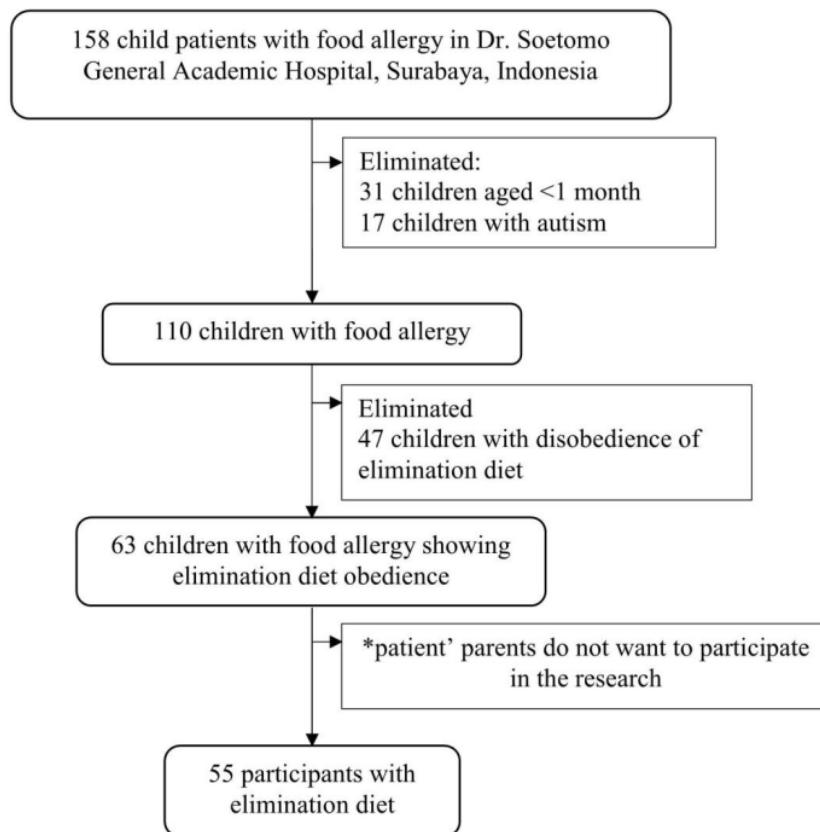 158 child patients with food allergy in Dr. Soetomo
General Academic Hospital, Surabaya, Indonesia
Eliminated:
31 children aged <1 month
17 children with autism
110 children with food allergy
Eliminated
47 children with disobedience of
elimination diet
63 children with food allergy showing
elimination diet obedience
*patient’ parents do not want to participate
in the research
55 participants with
elimination diet